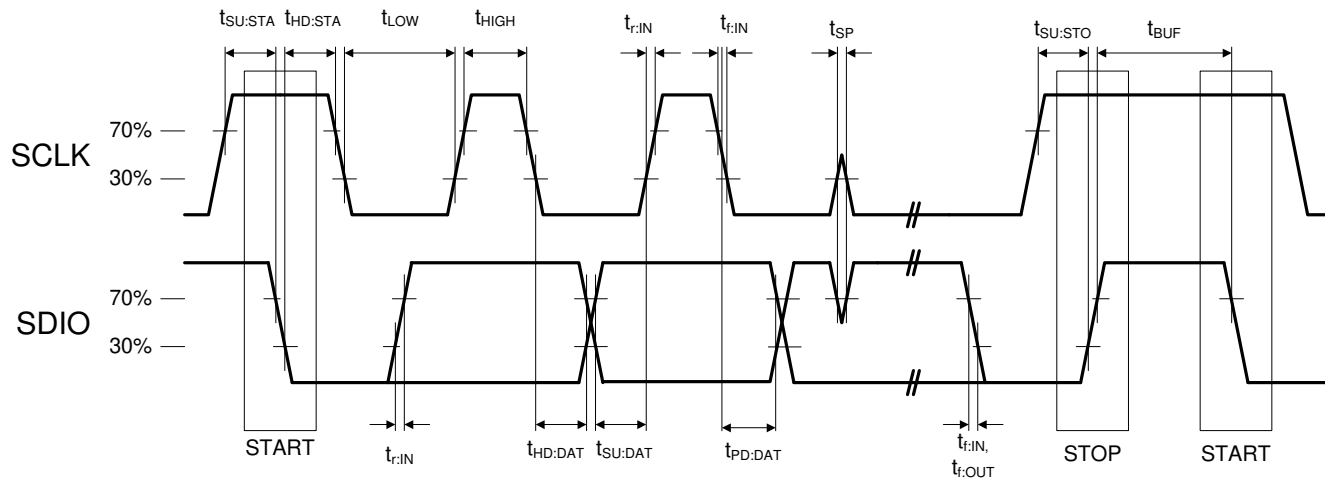 tSU:STA tHD:STA tLOW tHIGH tr:IN tf:IN tSP tSU:STO tBUF
70%
SCLK
30%
70%
SDIO
30%
START tr:IN tHD:DAT tSU:DAT tPD:DAT tf:IN, STOP START
tf:OUT